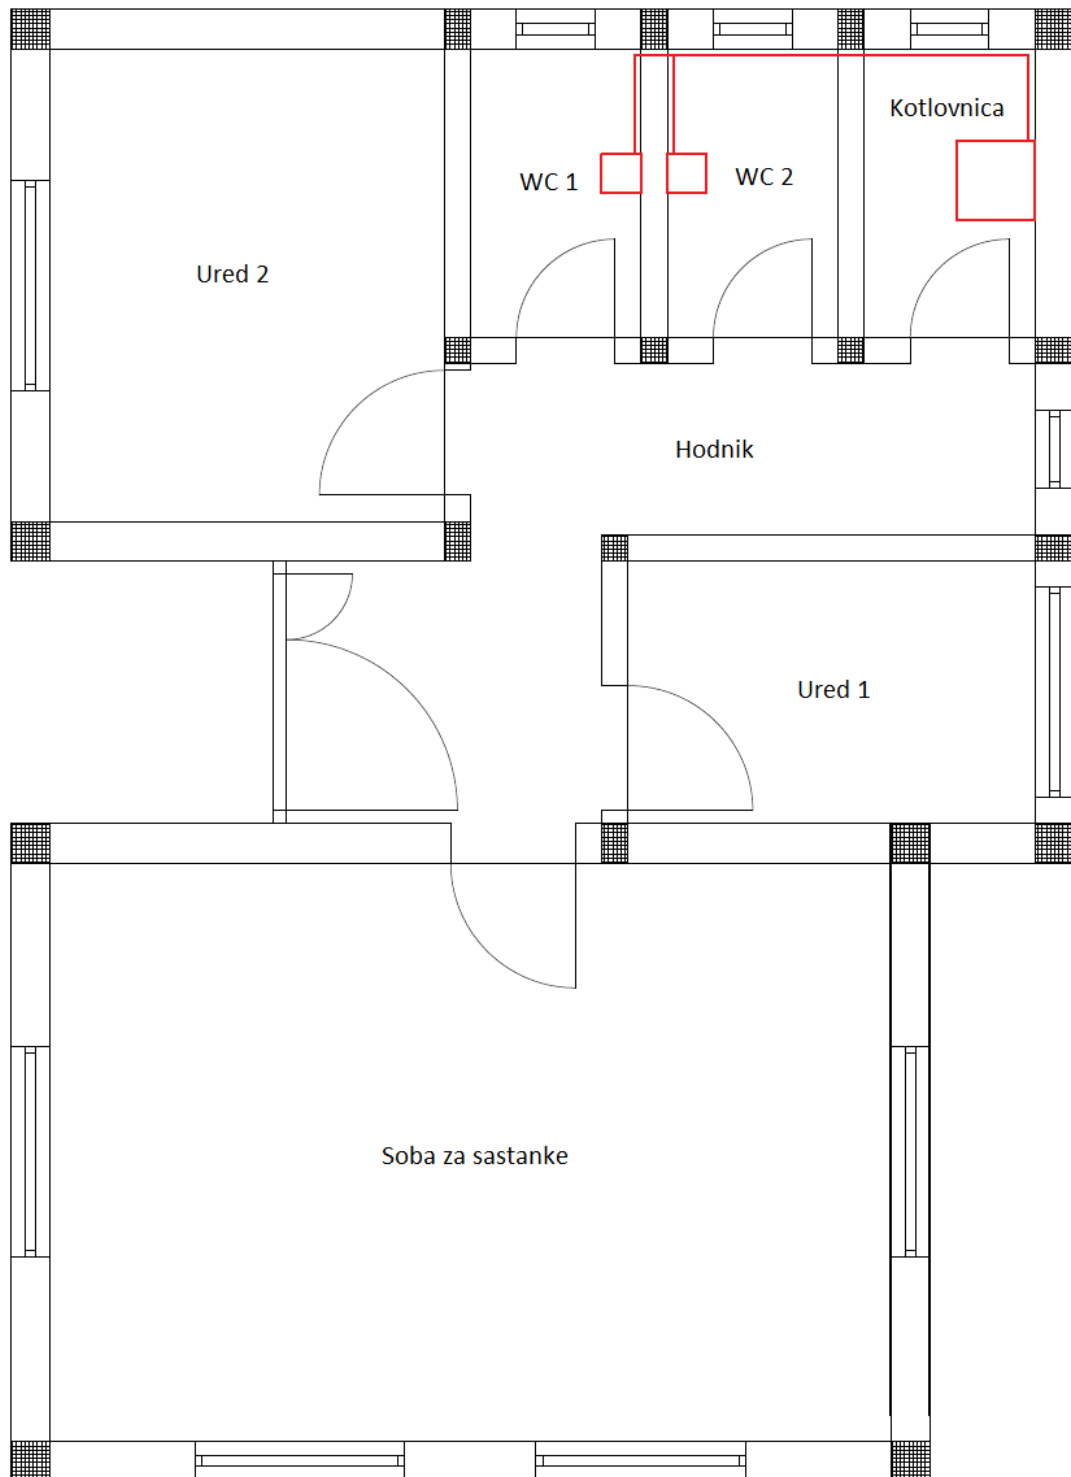 Kotlovnica
WC 1
WC 2
Ured 2
Hodnik
Ured 1
Soba za sastanke